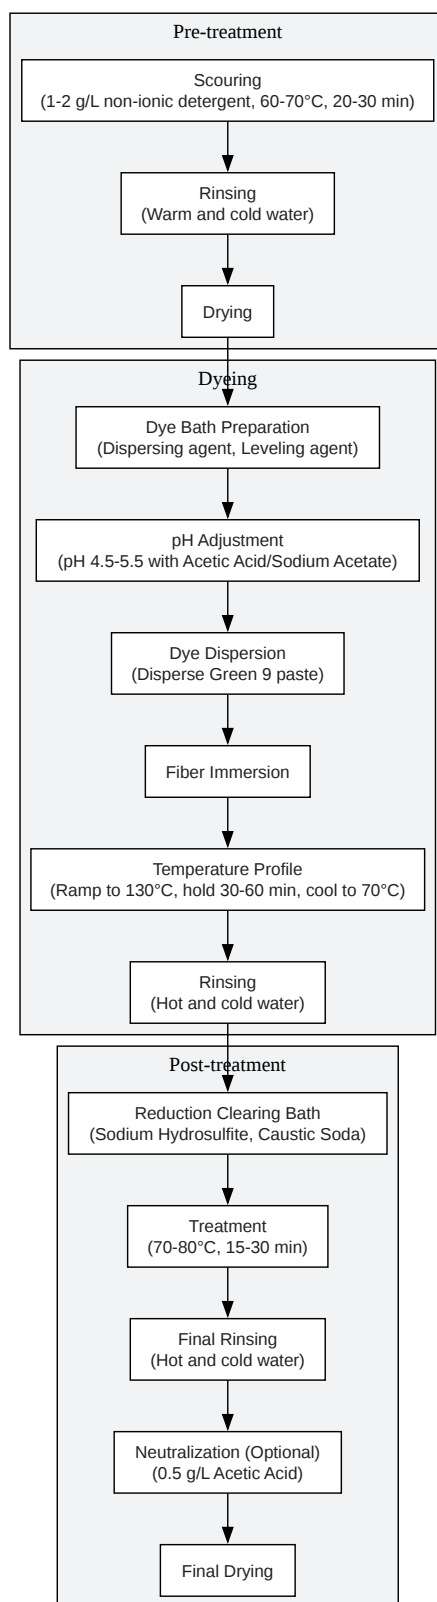 Pre-treatment
Scouring
(1-2 g/L non-ionic detergent, 60-70°C, 20-30 min)
Rinsing
(Warm and cold water)
Drying
Dyeing
Dye Bath Preparation
(Dispersing agent, Leveling agent)
pH Adjustment
(pH 4.5-5.5 with Acetic Acid/Sodium Acetate)
Dye Dispersion
(Disperse Green 9 paste)
Fiber Immersion
Temperature Profile
(Ramp to 130°C, hold 30-60 min, cool to 70°C)
Rinsing
(Hot and cold water)
Post-treatment
Reduction Clearing Bath
(Sodium Hydrosulfite, Caustic Soda)
Treatment
(70-80°C, 15-30 min)
Final Rinsing
(Hot and cold water)
Neutralization (Optional)
(0.5 g/L Acetic Acid)
Final Drying